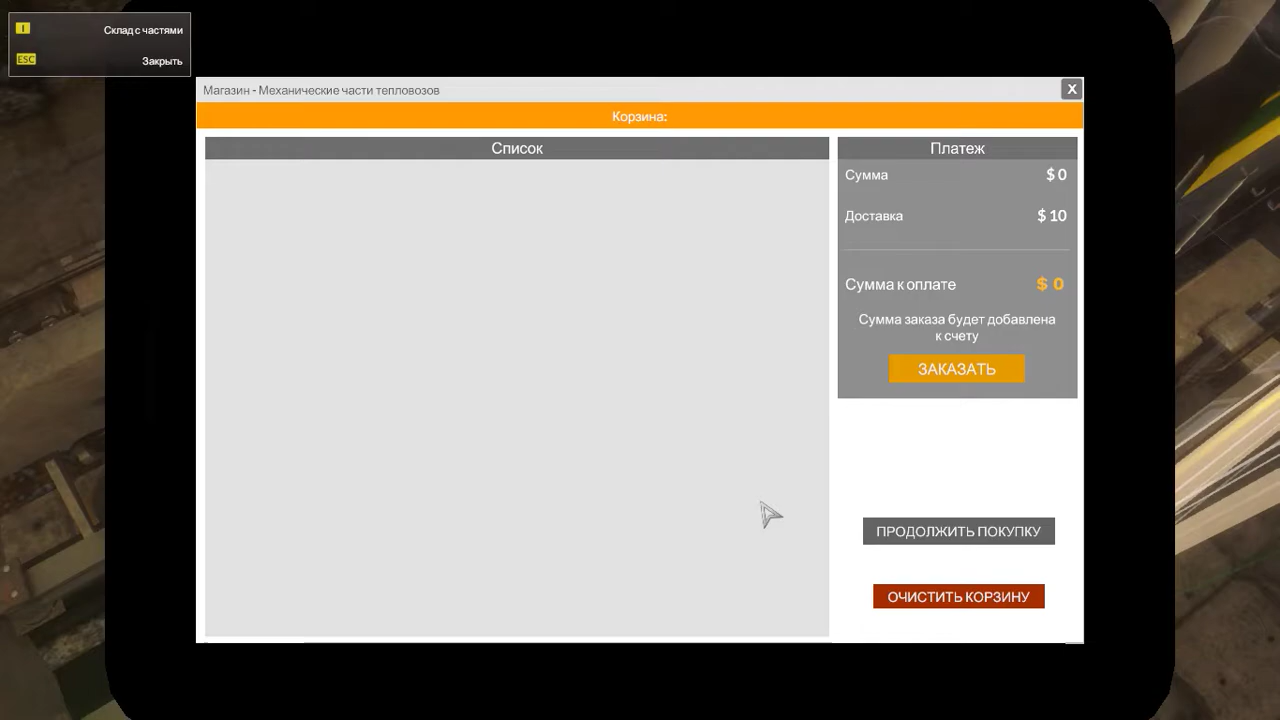 I Склад с частями
ESC Закрыть
Магазин - Механические части тепловозов X
Корзина:
Список
Платеж
Сумма $ 0
Доставка $ 10
Сумма к оплате $ 0
Сумма заказа будет добавлена
к счету
ЗАКАЗАТЬ
ПРОДОЛЖИТЬ ПОКУПКУ
ОЧИСТИТЬ КОРЗИНУ